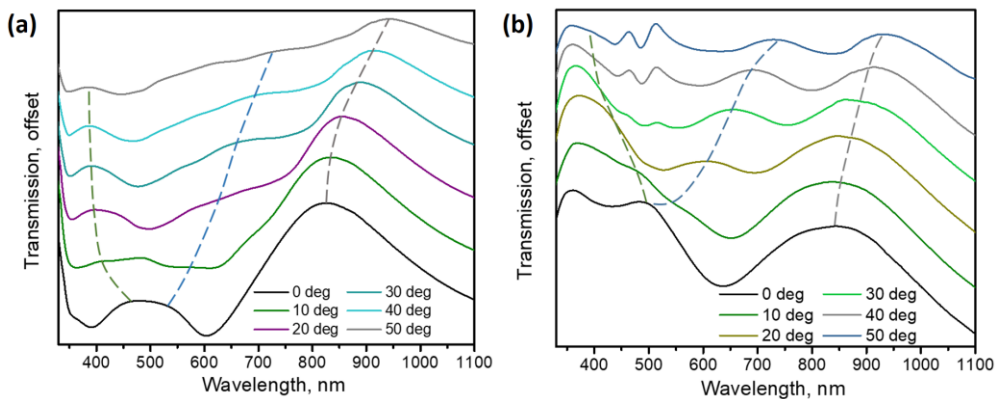 (a)
Transmission, offset
0 deg 30 deg
10 deg 40 deg
20 deg 50 deg
400 500 600 700 800 900 1000 1100
Wavelength, nm
(b)
Transmission, offset
0 deg 30 deg
10 deg 40 deg
20 deg 50 deg
400 500 600 700 800 900 1000 1100
Wavelength, nm